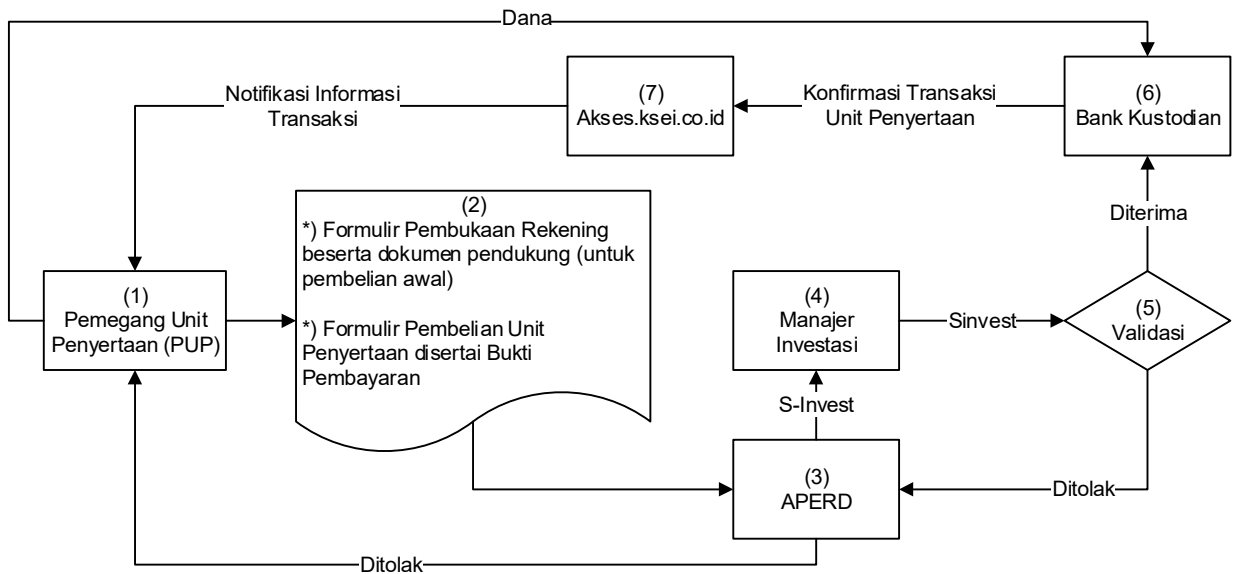 Dana
(7)
Akses.ksei.co.id
Notifikasi Informasi
Transaksi
Konfirmasi Transaksi
Unit Penyertaan
(6)
Bank Kustodian
(2)
*) Formulir Pembukaan Rekening
beserta dokumen pendukung (untuk
pembelian awal)
*) Formulir Pembelian Unit
Penyertaan disertai Bukti
Pembayaran
Diterima
(1)
Pemegang Unit
Penyertaan (PUP)
(4)
Manajer
Investasi
Sinvest
(5)
Validasi
S-Invest
(3)
APERD
Ditolak
Ditolak